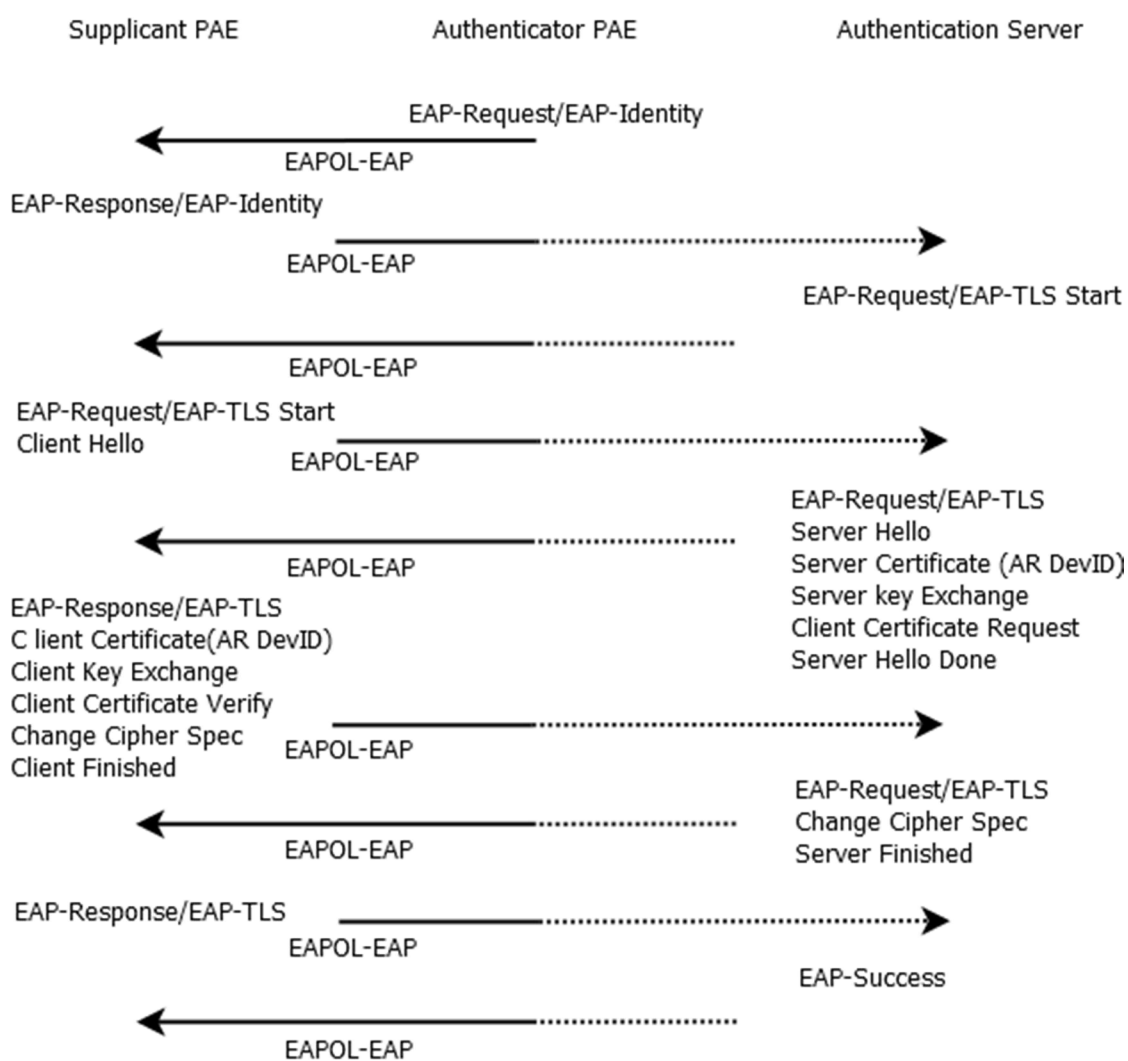 Supplicant PAE
Authenticator PAE
Authentication Server
EAP-Request/EAP-Identity
EAPOL-EAP
EAP-Response/EAP-Identity
EAPOL-EAP
EAP-Request/EAP-TLS Start
EAPOL-EAP
EAP-Request/EAP-TLS Start
Client Hello
EAPOL-EAP
EAP-Request/EAP-TLS
Server Hello
Server Certificate (AR DevID)
Server key Exchange
Client Certificate Request
Server Hello Done
EAPOL-EAP
EAP-Response/EAP-TLS
C lient Certificate(AR DevID)
Client Key Exchange
Client Certificate Verify
Change Cipher Spec
Client Finished
EAPOL-EAP
EAP-Request/EAP-TLS
Change Cipher Spec
Server Finished
EAPOL-EAP
EAP-Response/EAP-TLS
EAPOL-EAP
EAP-Success
EAPOL-EAP